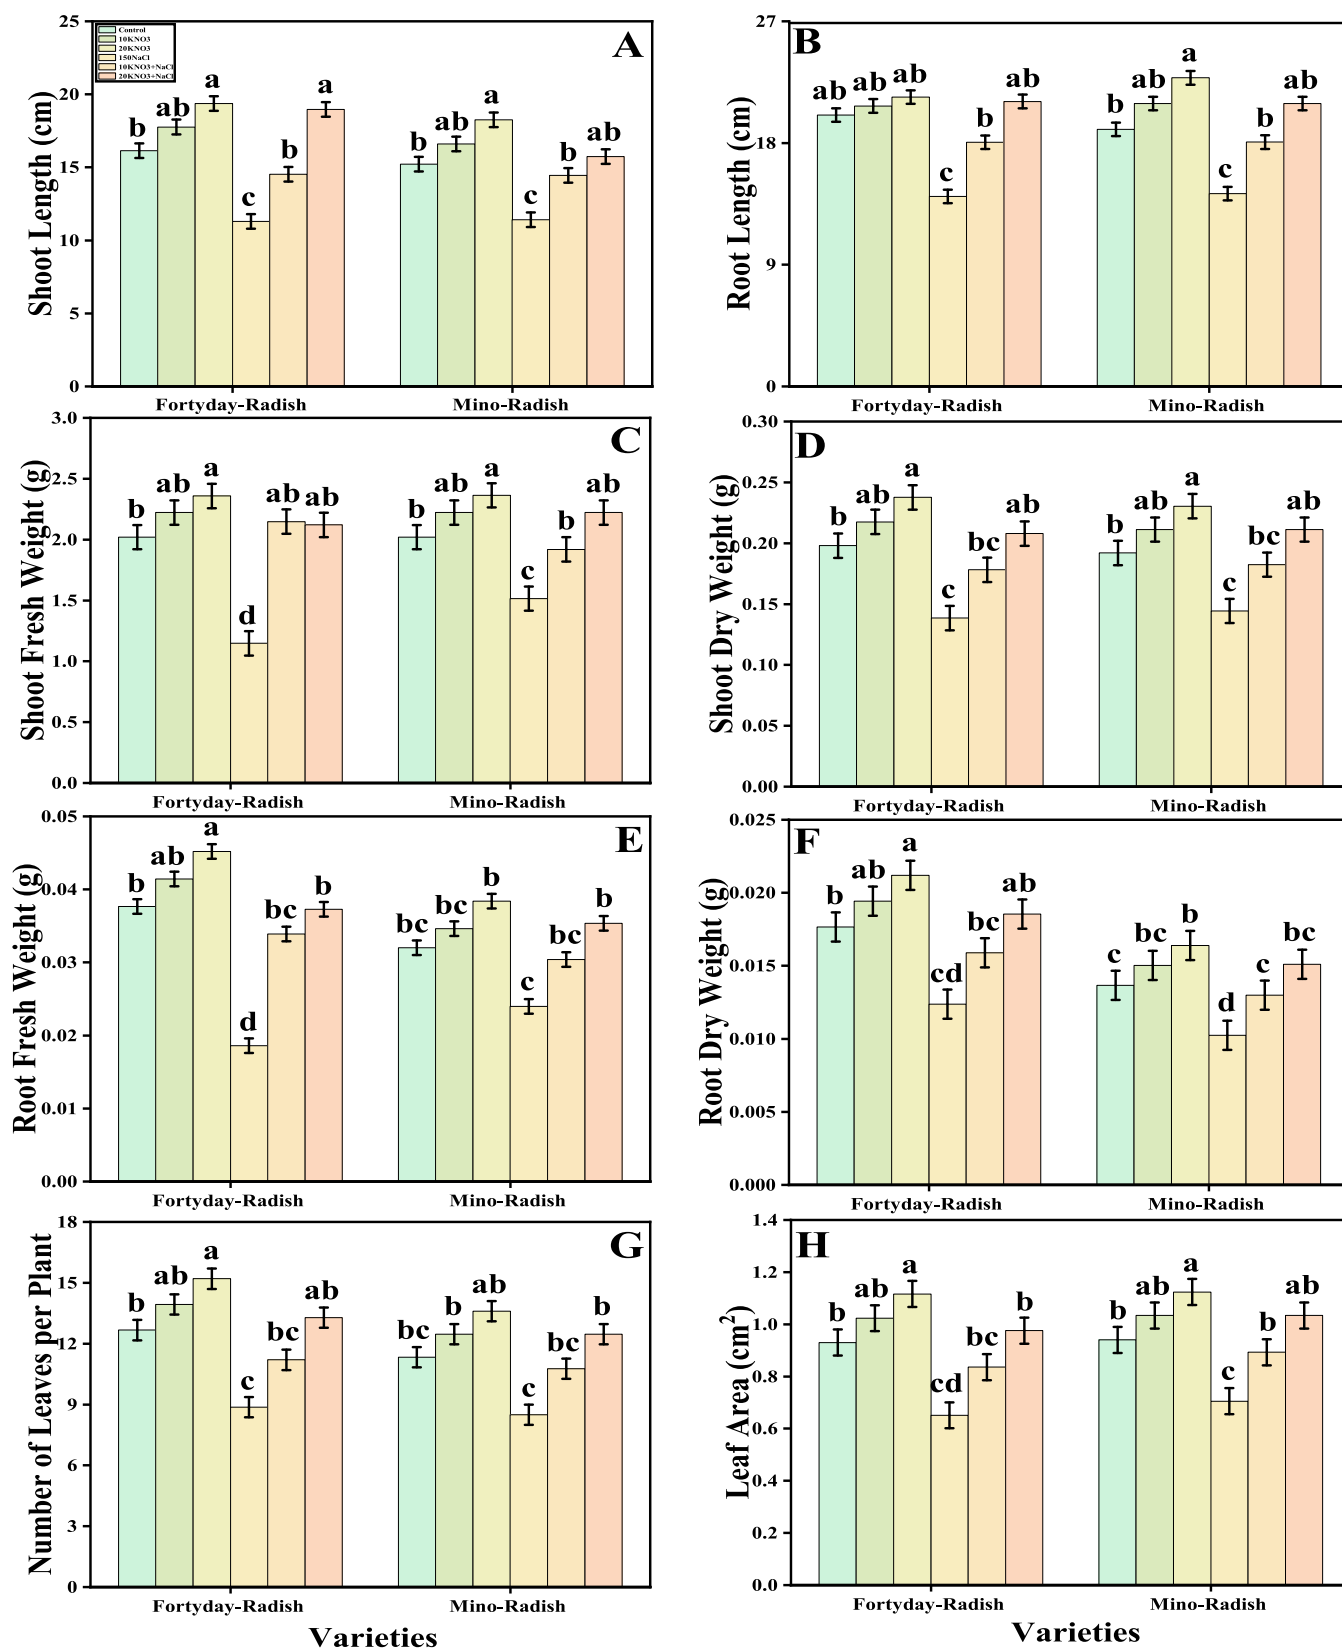 Control
10KNO3
20KNO3
150NaCl
10KNO3+NaCl
20KNO3+NaCl
A
Shoot Length (cm)
25
20
15
10
5
0
b ab a c b a
b ab a c b ab
Fortyday-Radish Mino-Radish
B
Root Length (cm)
27
18
9
0
ab ab ab c b ab
b ab a c b ab
Fortyday-Radish Mino-Radish
C
Shoot Fresh Weight (g)
3.0
2.5
2.0
1.5
1.0
0.5
0.0
b ab a d ab ab
b ab a c b ab
Fortyday-Radish Mino-Radish
D
Shoot Dry Weight (g)
0.30
0.25
0.20
0.15
0.10
0.05
0.00
b ab a c bc ab
b ab a c bc ab
Fortyday-Radish Mino-Radish
E
Root Fresh Weight (g)
0.05
0.04
0.03
0.02
0.01
0.00
b ab a d bc b
bc bc b c bc b
Fortyday-Radish Mino-Radish
F
Root Dry Weight (g)
0.025
0.020
0.015
0.010
0.005
0.000
b ab a cd bc ab
c bc b d c bc
Fortyday-Radish Mino-Radish
G
Number of Leaves per Plant
18
15
12
9
6
3
0
b ab a c bc ab
bc b ab c bc b
Fortyday-Radish Mino-Radish
Varieties
H
Leaf Area (cm²)
1.4
1.2
1.0
0.8
0.6
0.4
0.2
0.0
b ab a cd bc b
b ab a c b ab
Fortyday-Radish Mino-Radish
Varieties